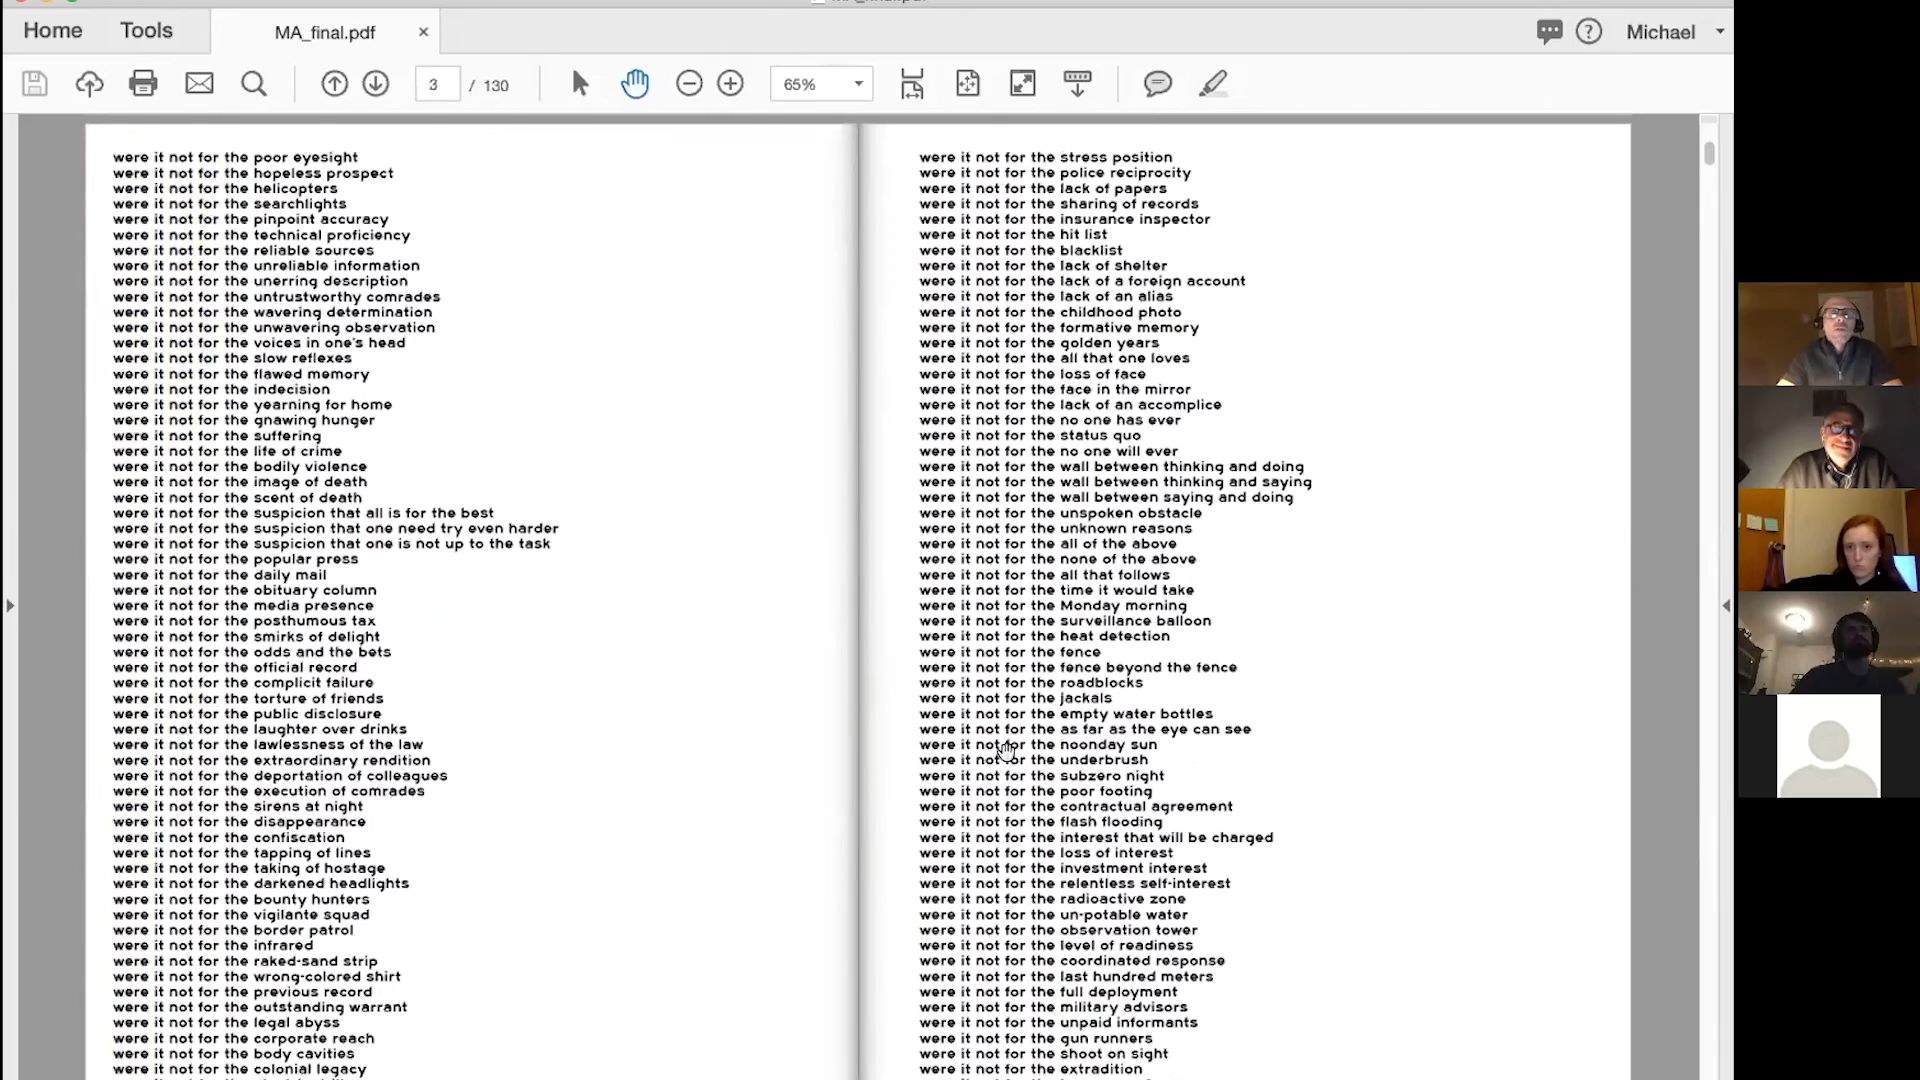 Home
Tools
MA_final.pdf
Michael
3 / 130
65%
were it not for the poor eyesight
were it not for the hopeless prospect
were it not for the helicopters
were it not for the searchlights
were it not for the pinpoint accuracy
were it not for the technical proficiency
were it not for the reliable sources
were it not for the unreliable information
were it not for the unerring description
were it not for the untrustworthy comrades
were it not for the wavering determination
were it not for the unwavering observation
were it not for the voices in one's head
were it not for the slow reflexes
were it not for the flawed memory
were it not for the indecision
were it not for the yearning for home
were it not for the gnawing hunger
were it not for the suffering
were it not for the life of crime
were it not for the bodily violence
were it not for the image of death
were it not for the scent of death
were it not for the suspicion that all is for the best
were it not for the suspicion that one need try even harder
were it not for the suspicion that one is not up to the task
were it not for the popular press
were it not for the daily mail
were it not for the obituary column
were it not for the media presence
were it not for the posthumous tax
were it not for the smirks of delight
were it not for the odds and the bets
were it not for the official record
were it not for the complicit failure
were it not for the torture of friends
were it not for the public disclosure
were it not for the laughter over drinks
were it not for the lawlessness of the law
were it not for the extraordinary rendition
were it not for the deportation of colleagues
were it not for the execution of comrades
were it not for the sirens at night
were it not for the disappearance
were it not for the confiscation
were it not for the tapping of lines
were it not for the taking of hostage
were it not for the darkened headlights
were it not for the bounty hunters
were it not for the vigilante squad
were it not for the border patrol
were it not for the infrared
were it not for the raked-sand strip
were it not for the wrong-colored shirt
were it not for the previous record
were it not for the outstanding warrant
were it not for the legal abyss
were it not for the corporate reach
were it not for the body cavities
were it not for the colonial legacy
were it not for the stress position
were it not for the police reciprocity
were it not for the lack of papers
were it not for the sharing of records
were it not for the insurance inspector
were it not for the hit list
were it not for the blacklist
were it not for the lack of shelter
were it not for the lack of a foreign account
were it not for the lack of an alias
were it not for the childhood photo
were it not for the formative memory
were it not for the golden years
were it not for the all that one loves
were it not for the loss of face
were it not for the face in the mirror
were it not for the lack of an accomplice
were it not for the no one has ever
were it not for the status quo
were it not for the no one will ever
were it not for the wall between thinking and doing
were it not for the wall between thinking and saying
were it not for the wall between saying and doing
were it not for the unspoken obstacle
were it not for the unknown reasons
were it not for the all of the above
were it not for the none of the above
were it not for the all that follows
were it not for the time it would take
were it not for the Monday morning
were it not for the surveillance balloon
were it not for the heat detection
were it not for the fence
were it not for the fence beyond the fence
were it not for the roadblocks
were it not for the jackals
were it not for the empty water bottles
were it not for the as far as the eye can see
were it not for the noonday sun
were it not for the underbrush
were it not for the subzero night
were it not for the poor footing
were it not for the contractual agreement
were it not for the flash flooding
were it not for the interest that will be charged
were it not for the loss of interest
were it not for the investment interest
were it not for the relentless self-interest
were it not for the radioactive zone
were it not for the un-potable water
were it not for the observation tower
were it not for the level of readiness
were it not for the coordinated response
were it not for the last hundred meters
were it not for the full deployment
were it not for the military advisors
were it not for the unpaid informants
were it not for the gun runners
were it not for the shoot on sight
were it not for the extradition